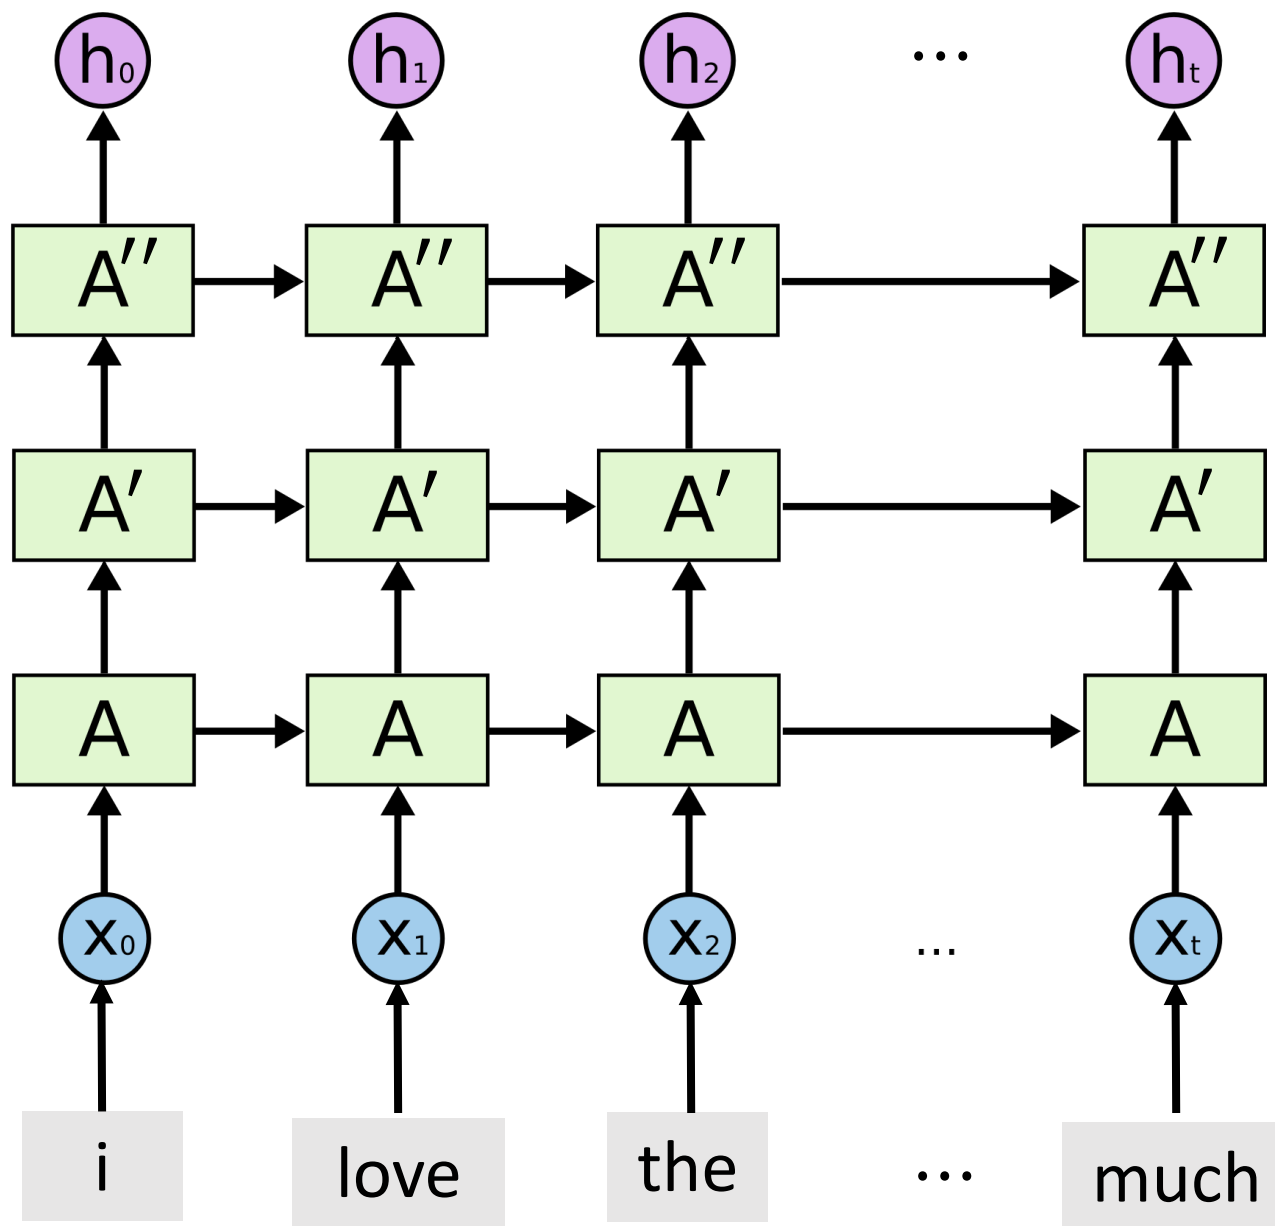 h₀ h₁ h₂ ... hₜ
A′′ A′′ A′′ A′′
A′ A′ A′ A′
A A A A
x₀ x₁ x₂ ... xₜ
i love the ... much